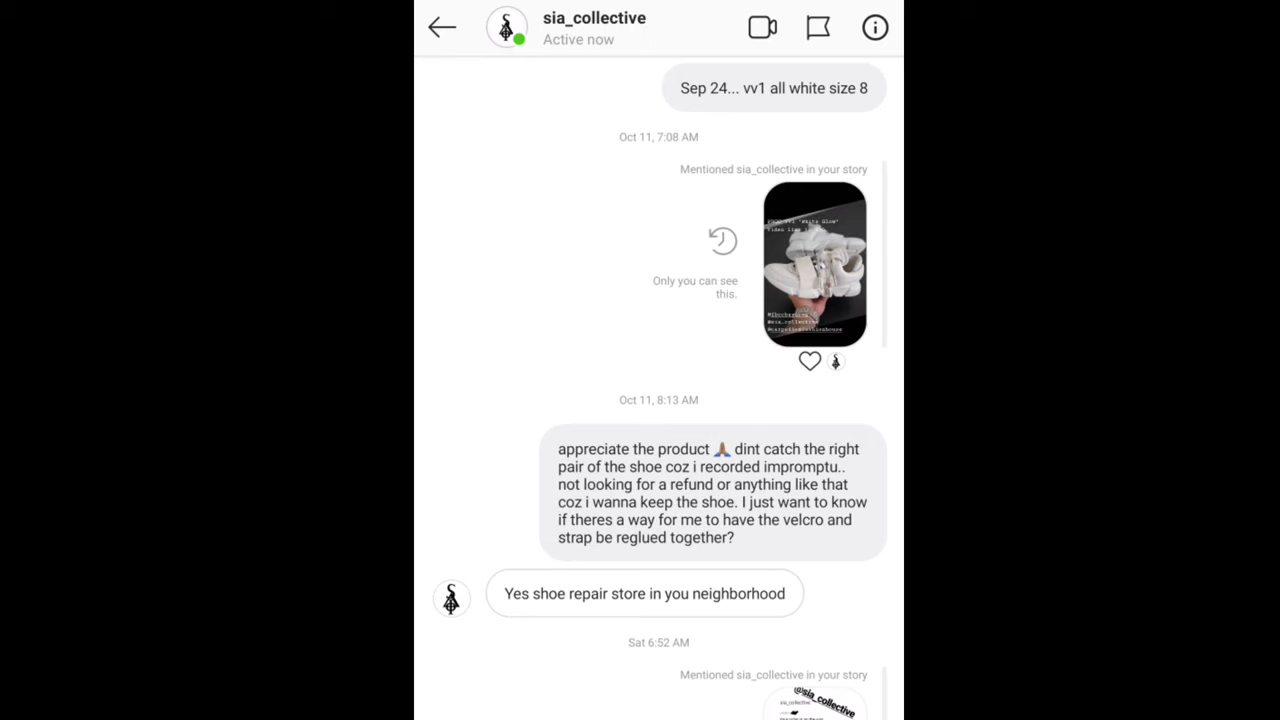 sia_collective
Active now
Sep 24... vv1 all white size 8
Oct 11, 7:08 AM
Mentioned sia_collective in your story
video link in
Only you can see
this.
Oct 11, 8:13 AM
appreciate the product 🙏🏽 dint catch the right
pair of the shoe coz i recorded impromptu..
not looking for a refund or anything like that
coz i wanna keep the shoe. I just want to know
if theres a way for me to have the velcro and
strap be reglued together?
Yes shoe repair store in you neighborhood
Sat 6:52 AM
Mentioned sia_collective in your story
@sia_collective
sia_collective